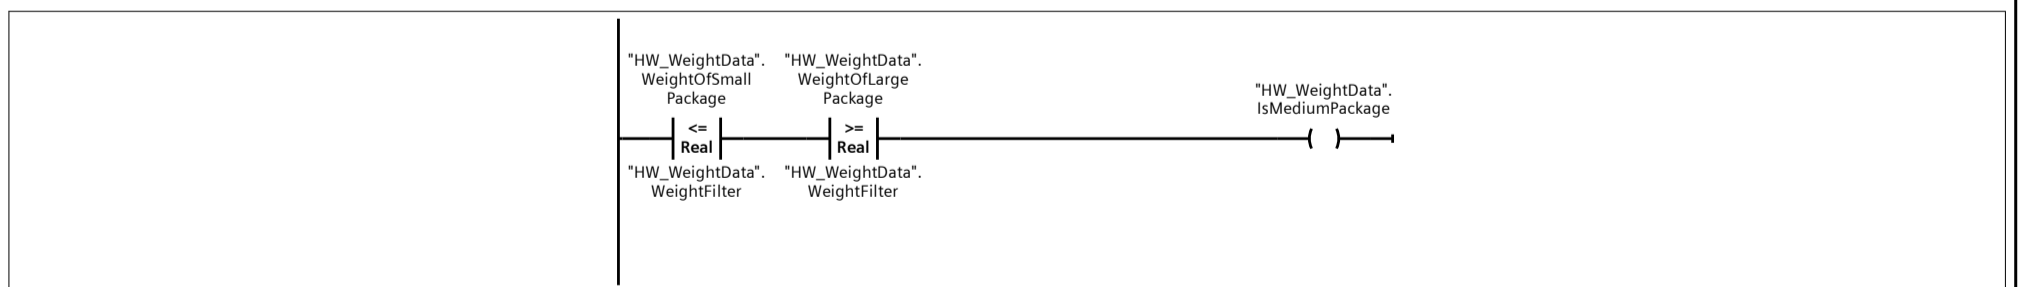 "HW_WeightData".
WeightOfSmall
Package
<=
Real
"HW_WeightData".
WeightFilter
"HW_WeightData".
WeightOfLarge
Package
>=
Real
"HW_WeightData".
WeightFilter
"HW_WeightData".
IsMediumPackage
( )